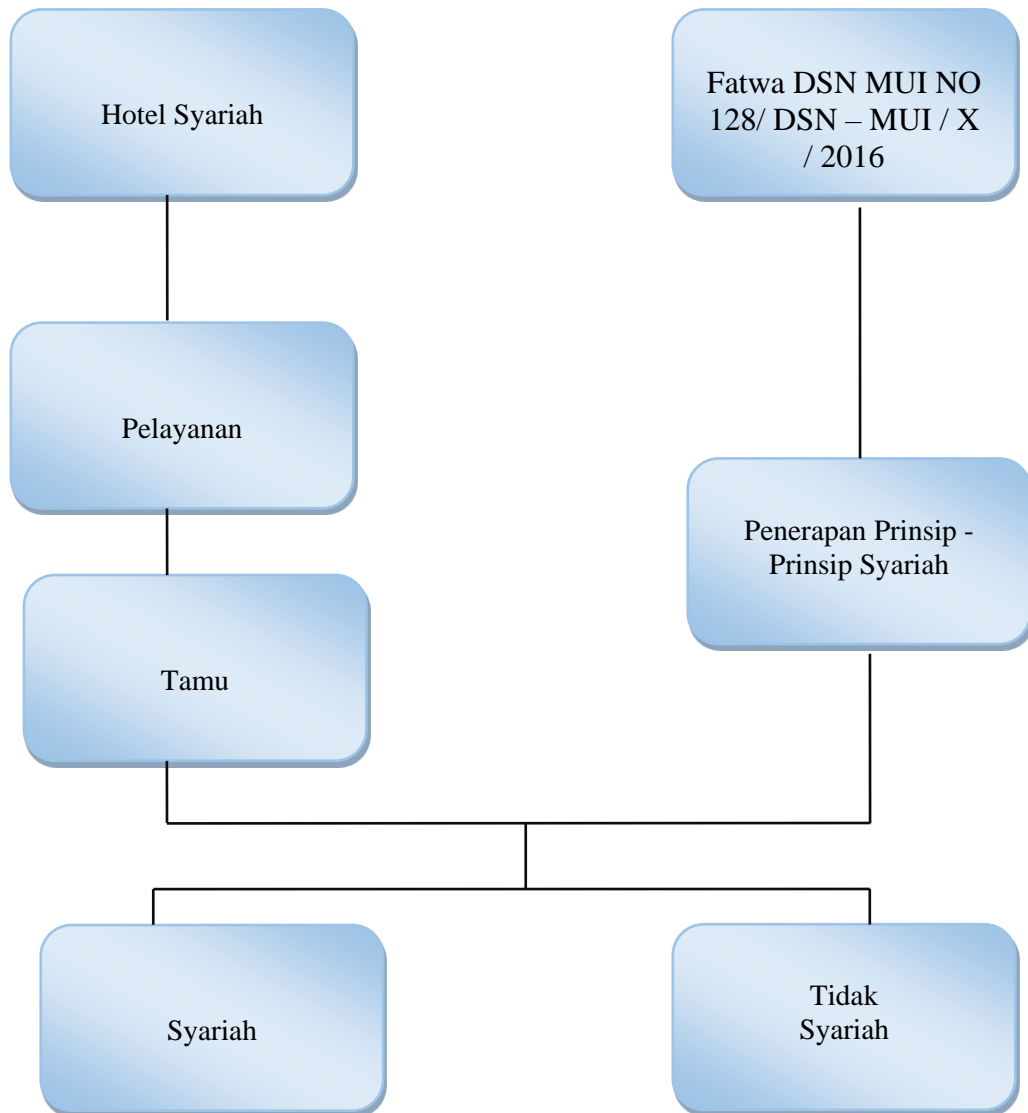 Hotel Syariah
Fatwa DSN MUI NO
128/ DSN – MUI / X
/ 2016
Pelayanan
Penerapan Prinsip -
Prinsip Syariah
Tamu
Syariah
Tidak
Syariah